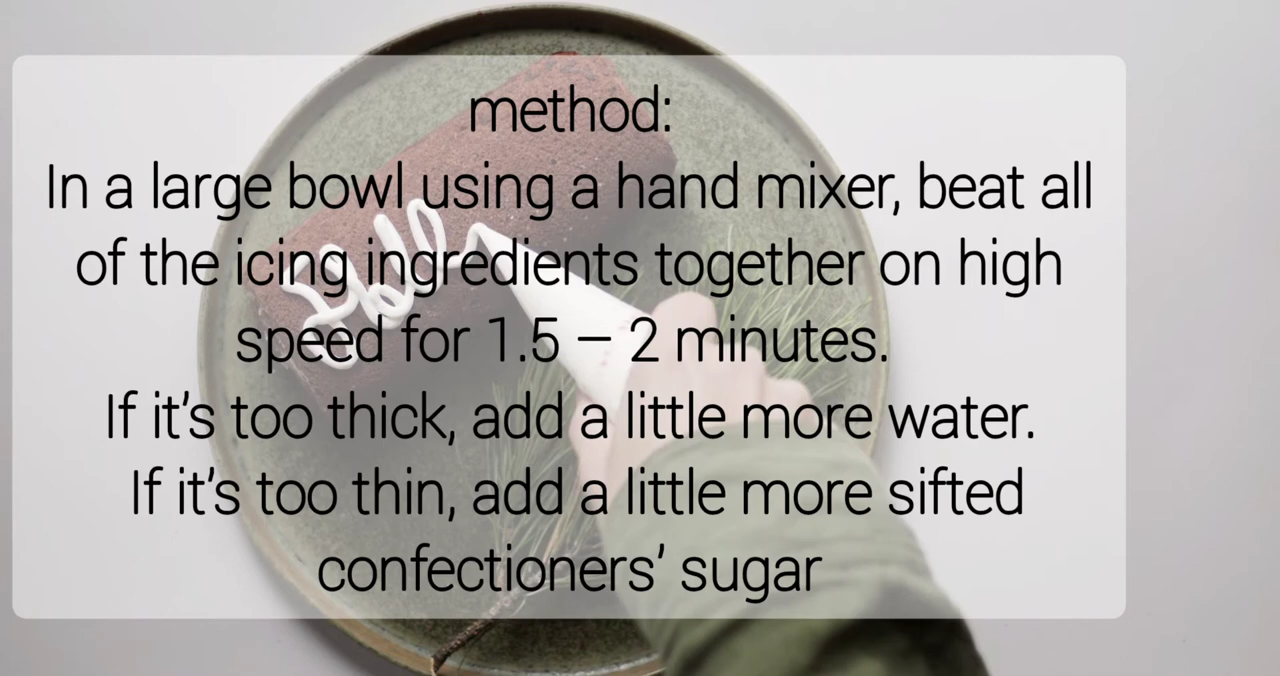 method:
In a large bowl using a hand mixer, beat all
of the icing ingredients together on high
speed for 1.5 – 2 minutes.
If it’s too thick, add a little more water.
If it’s too thin, add a little more sifted
confectioners’ sugar